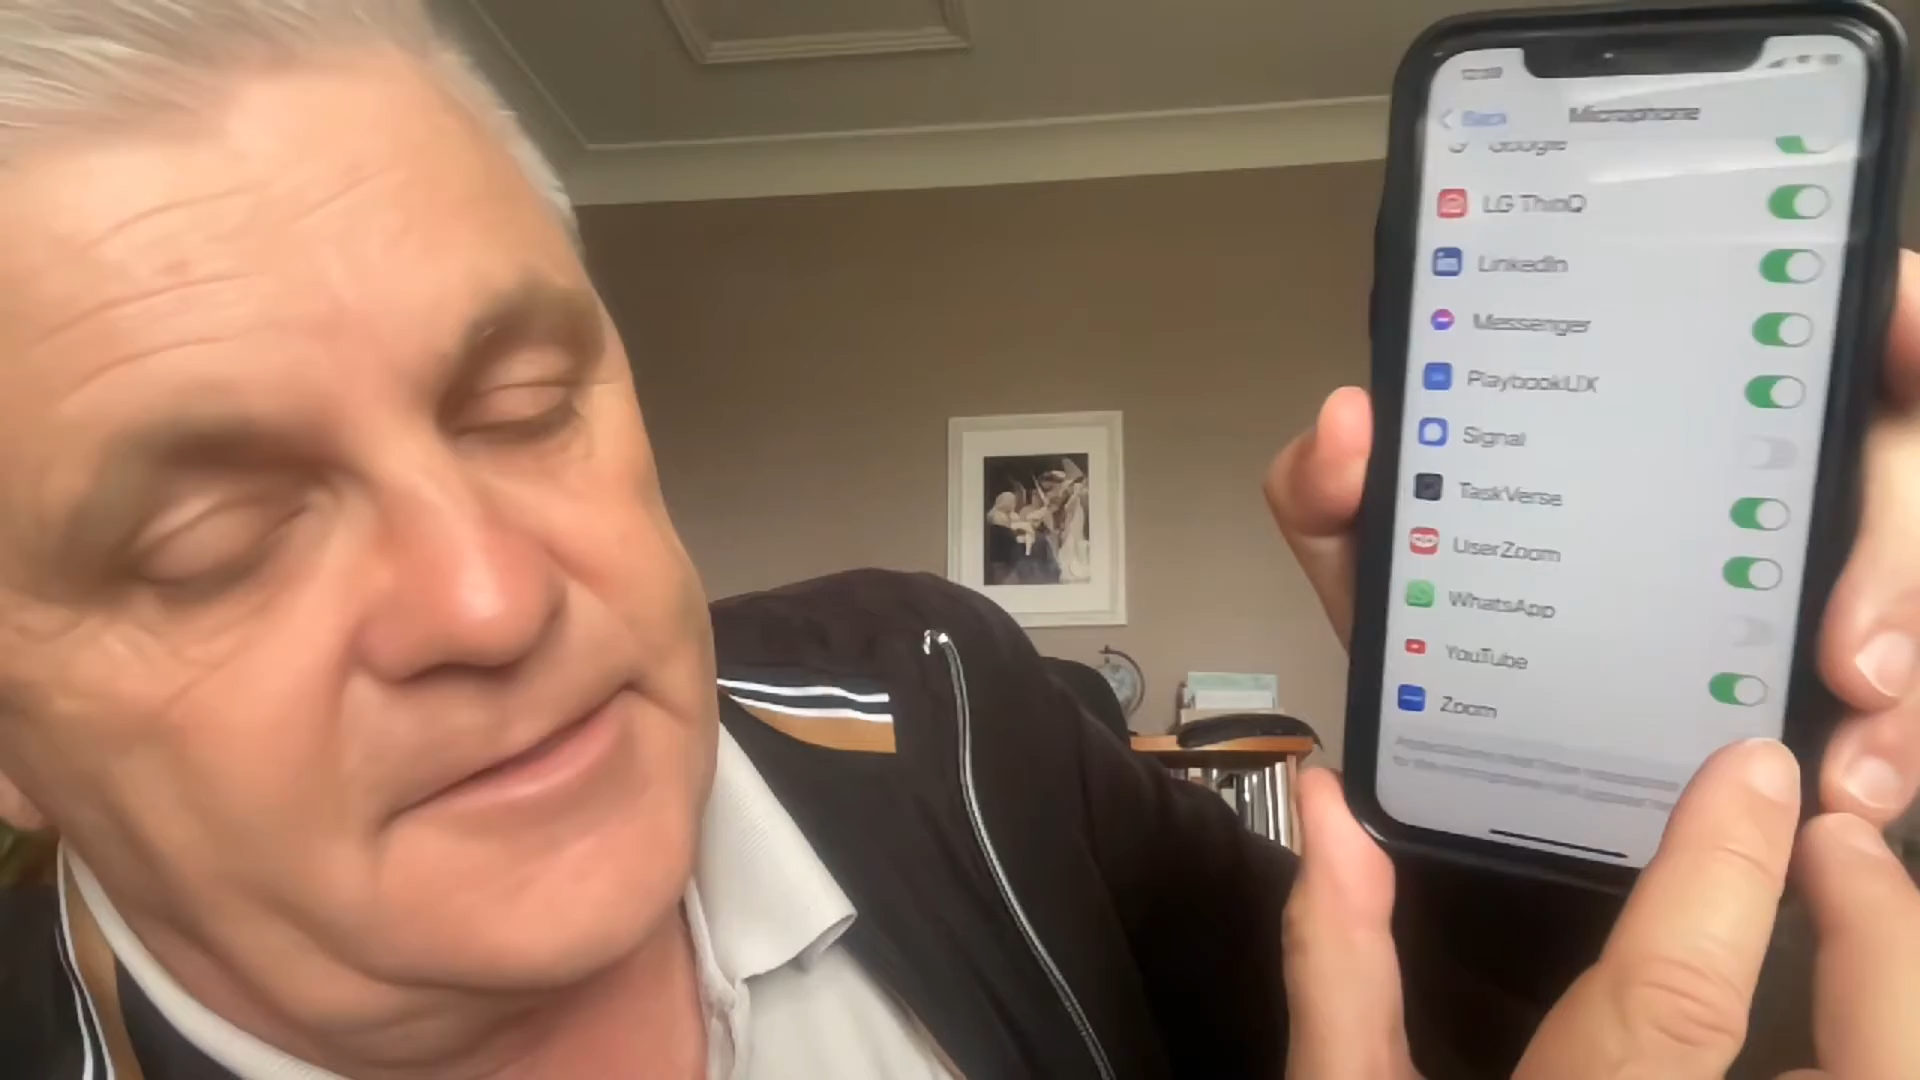 Back
Microphone
Google
LG ThinQ
LinkedIn
Messenger
PlaybookUX
Signal
TaskVerse
UserZoom
WhatsApp
YouTube
Zoom